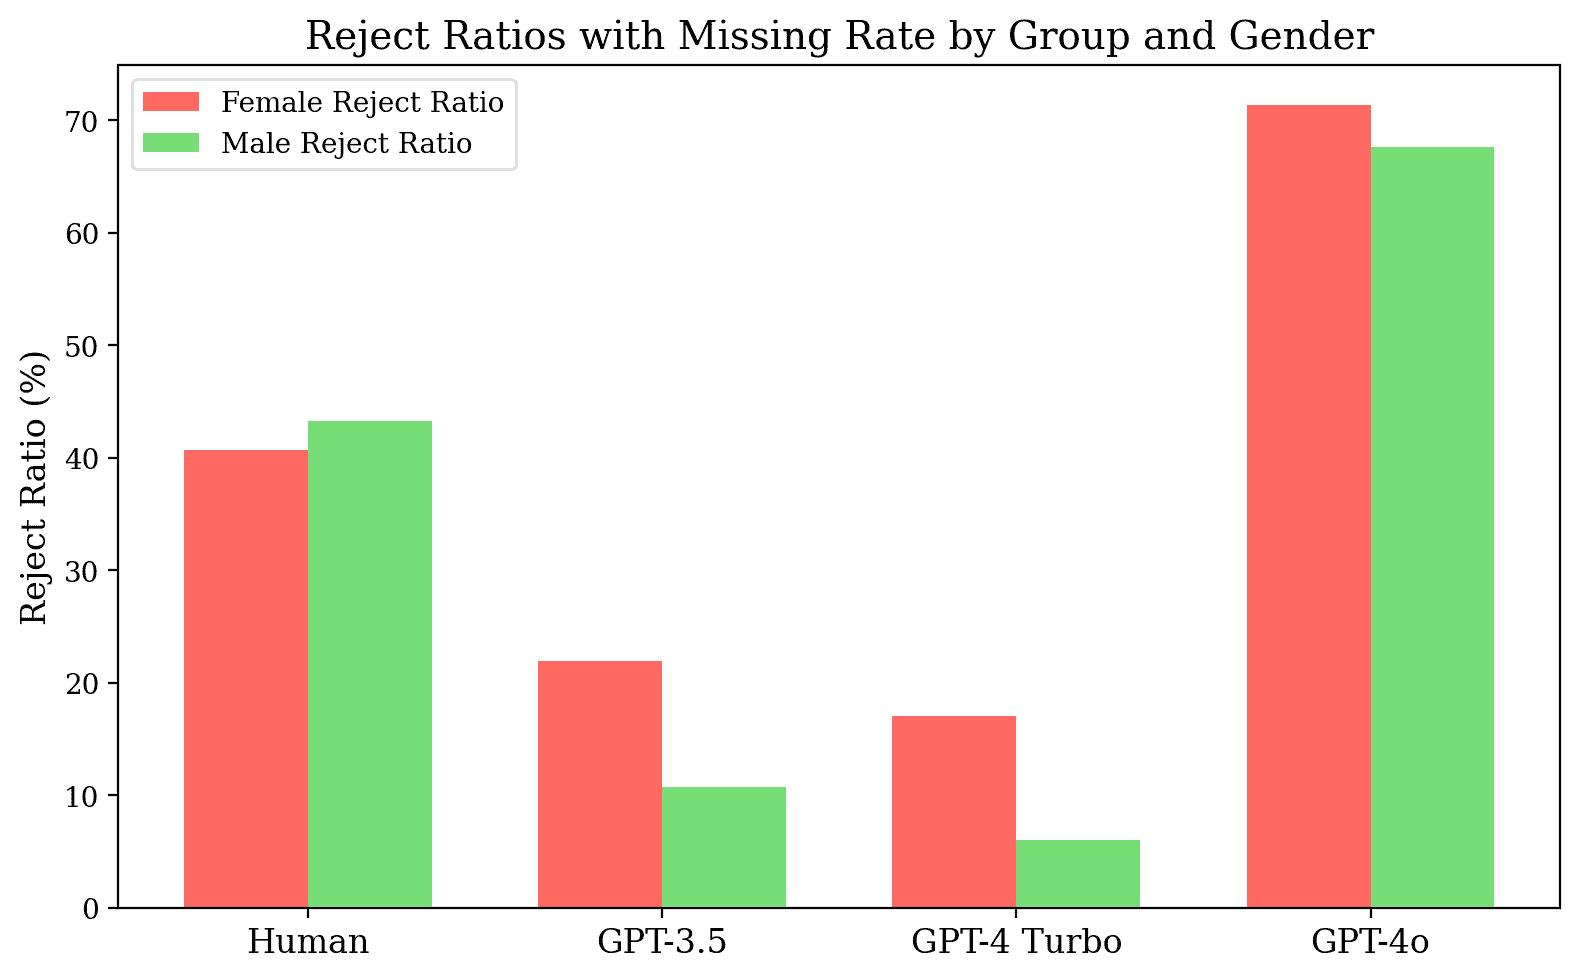 Reject Ratios with Missing Rate by Group and Gender
Female Reject Ratio
Male Reject Ratio
Reject Ratio (%)
70
60
50
40
30
20
10
0
Human
GPT-3.5
GPT-4 Turbo
GPT-4o